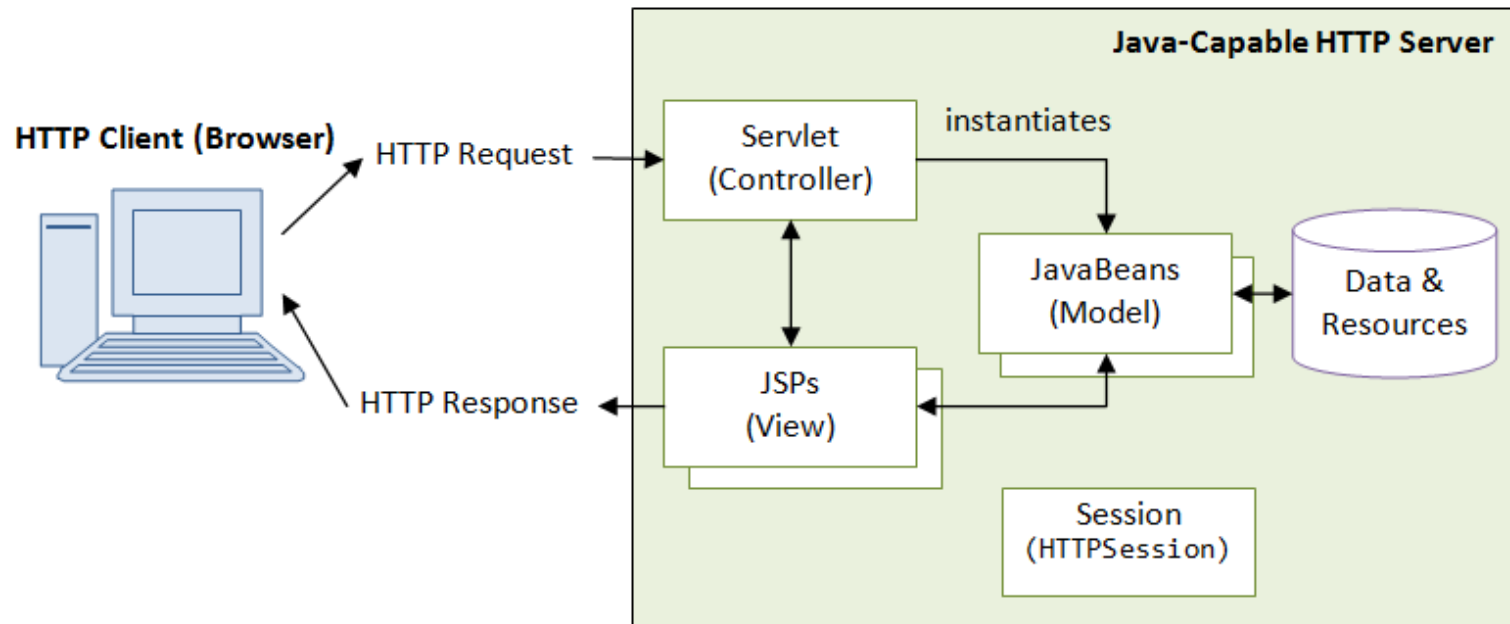 Java-Capable HTTP Server
HTTP Client (Browser)
HTTP Request
Servlet
(Controller)
instantiates
JavaBeans
(Model)
Data &
Resources
HTTP Response
JSPs
(View)
Session
(HTTPSession)